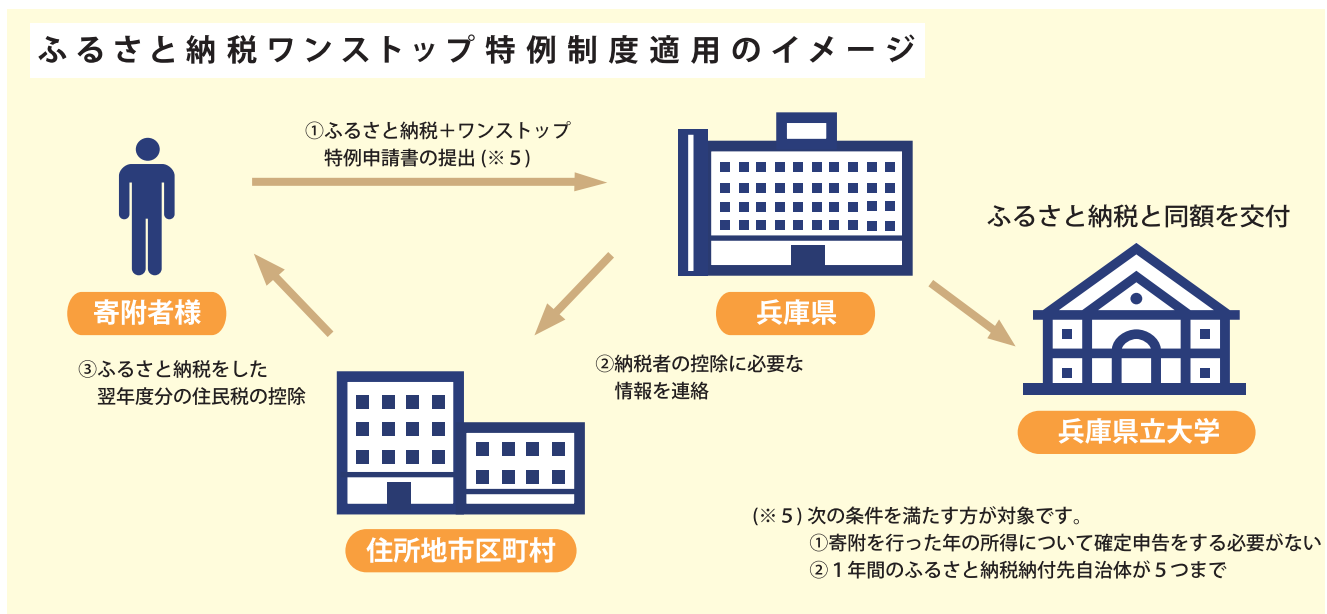 ふるさと納税ワンストップ特例制度適用のイメージ
①ふるさと納税＋ワンストップ
特例申請書の提出(※５)
ふるさと納税と同額を交付
寄附者様
兵庫県
③ふるさと納税をした
翌年度分の住民税の控除
②納税者の控除に必要な
情報を連絡
兵庫県立大学
住所地市区町村
(※５)次の条件を満たす方が対象です。
①寄附を行った年の所得について確定申告をする必要がない
②１年間のふるさと納税納付先自治体が５つまで